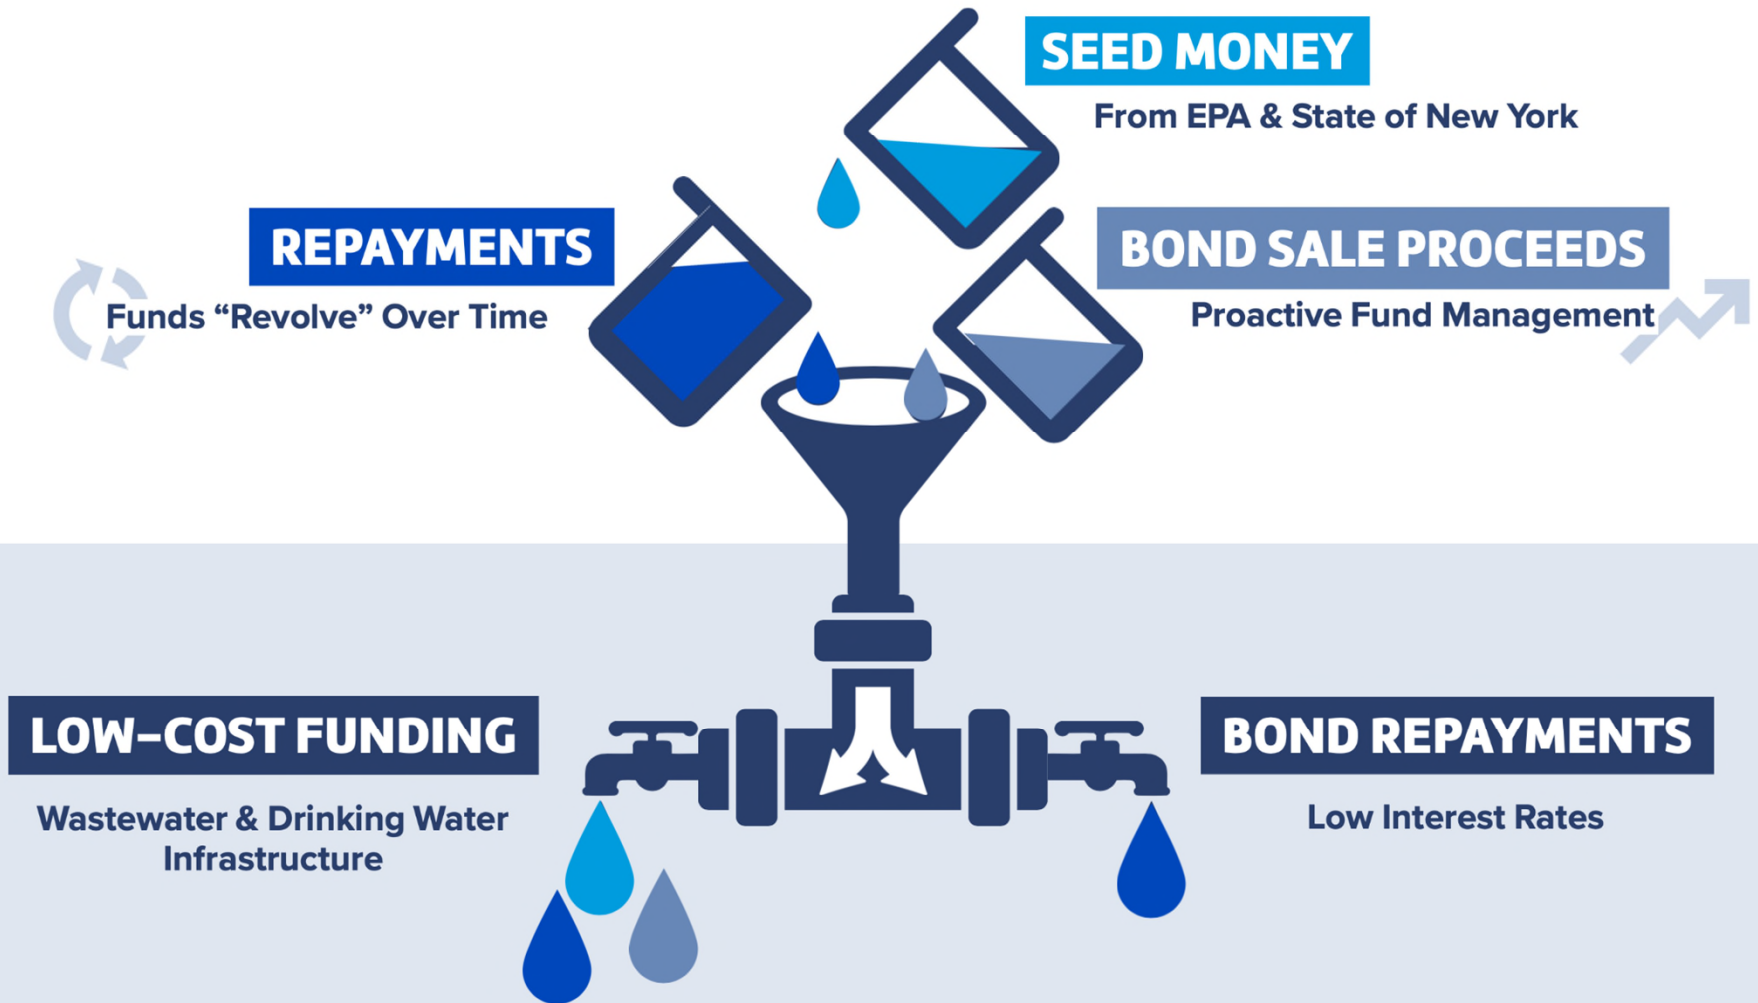 SEED MONEY
From EPA & State of New York
REPAYMENTS
Funds “Revolve” Over Time
BOND SALE PROCEEDS
Proactive Fund Management
LOW-COST FUNDING
Wastewater & Drinking Water
Infrastructure
BOND REPAYMENTS
Low Interest Rates